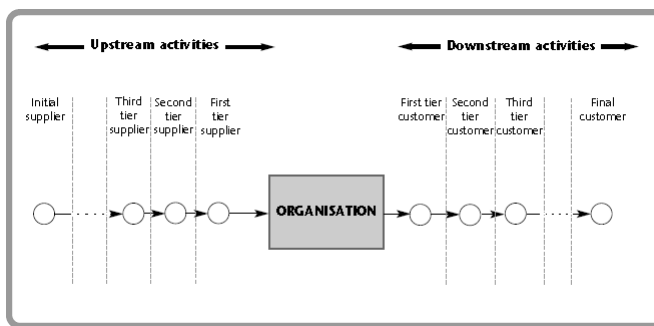 Upstream activities
Downstream activities
Initial
supplier
Third
tier
supplier
Second
tier
supplier
First
tier
supplier
First tier
customer
Second
tier
customer
Third
tier
customer
Final
customer
ORGANISATION